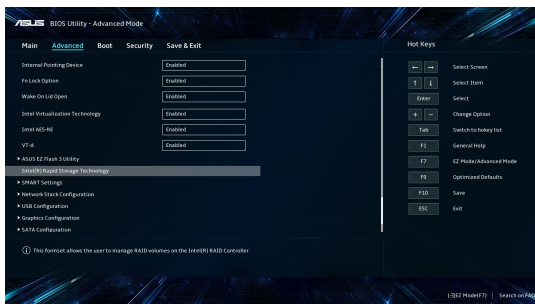 ASUS BIOS Utility - Advanced Mode
Main Advanced Boot Security Save & Exit
Hot Keys
Internal Pointing Device Enabled
Fn Lock Option Enabled
Wake On Lid Open Enabled
Intel Virtualization Technology Enabled
Intel AES-NI Enabled
VT-d Enabled
> ASUS EZ Flash 3 Utility
Intel(R) Rapid Storage Technology
> SMART Settings
> Network Stack Configuration
> USB Configuration
> Graphics Configuration
> SATA Configuration
i This formset allows the user to manage RAID volumes on the Intel(R) RAID Controller
← → Select Screen
↑ ↓ Select Item
Enter Select
+ − Change Option
Tab Switch to hokey list
F1 General Help
F7 EZ Mode/Advanced Mode
F9 Optimized Defaults
F10 Save
ESC Exit
EZ Mode(F7) | Search on FAQ